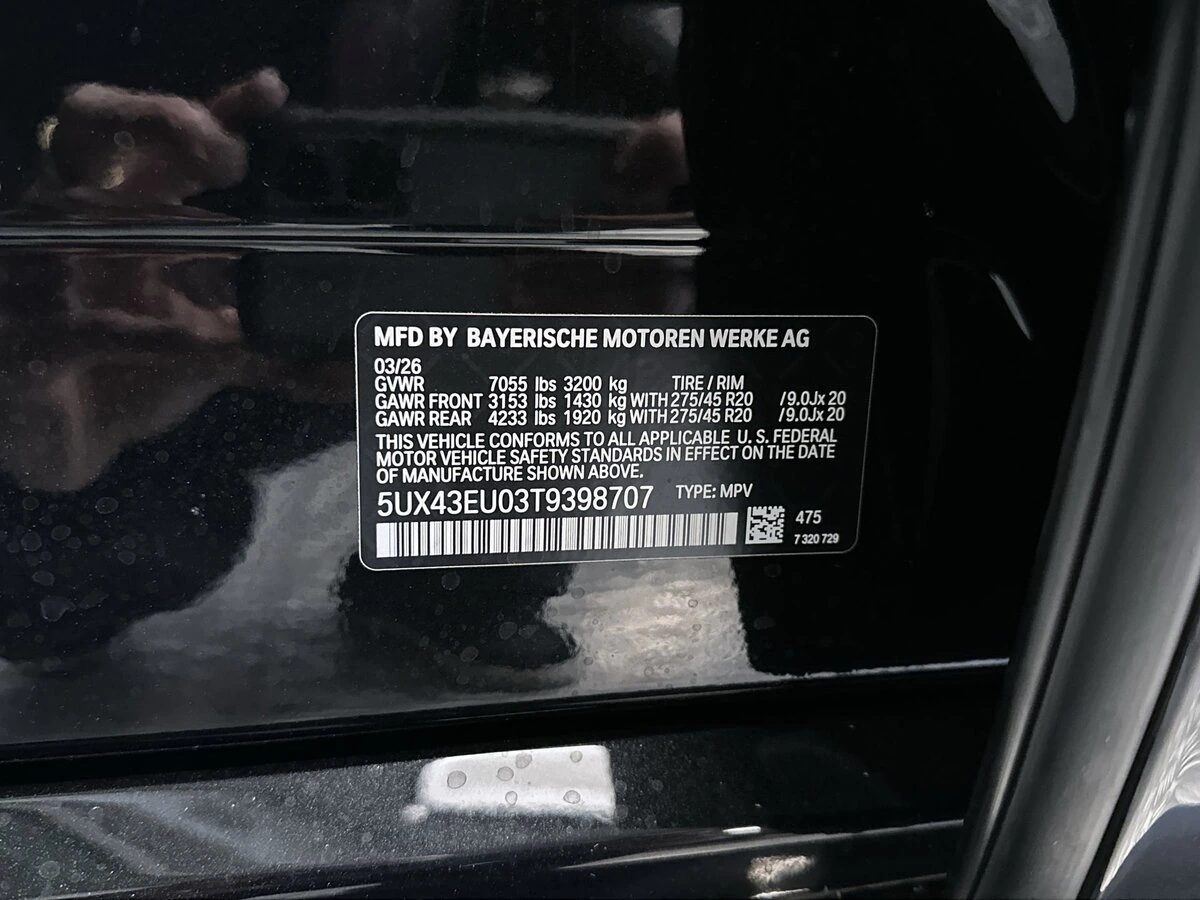 MFD BY BAYERISCHE MOTOREN WERKE AG
03/26
GVWR 7055 lbs 3200 kg TIRE / RIM
GAWR FRONT 3153 lbs 1430 kg WITH 275/45 R20 /9.0Jx 20
GAWR REAR 4233 lbs 1920 kg WITH 275/45 R20 /9.0Jx 20
THIS VEHICLE CONFORMS TO ALL APPLICABLE U. S. FEDERAL
MOTOR VEHICLE SAFETY STANDARDS IN EFFECT ON THE DATE
OF MANUFACTURE SHOWN ABOVE.
5UX43EU03T9398707 TYPE: MPV
475
7 320 729